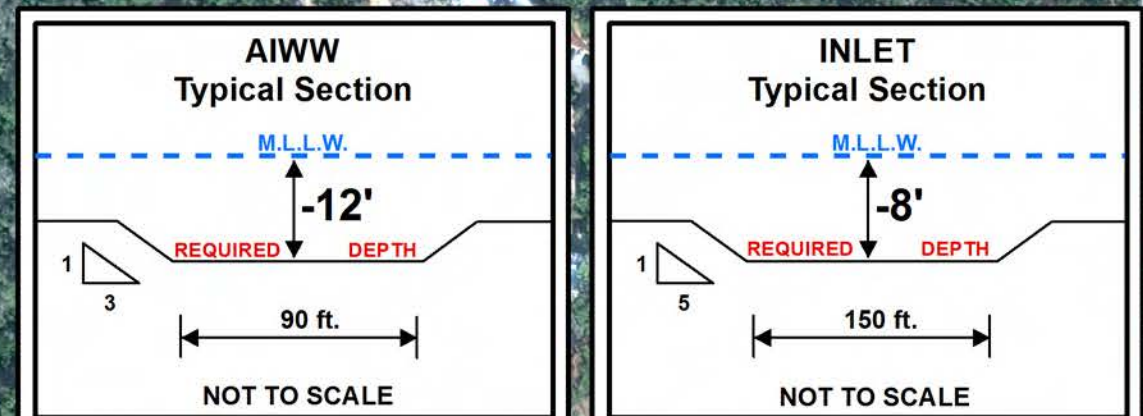 AIWW
Typical Section
M.L.L.W.
-12'
REQUIRED DEPTH
1
3
90 ft.
NOT TO SCALE
INLET
Typical Section
M.L.L.W.
-8'
REQUIRED DEPTH
1
5
150 ft.
NOT TO SCALE